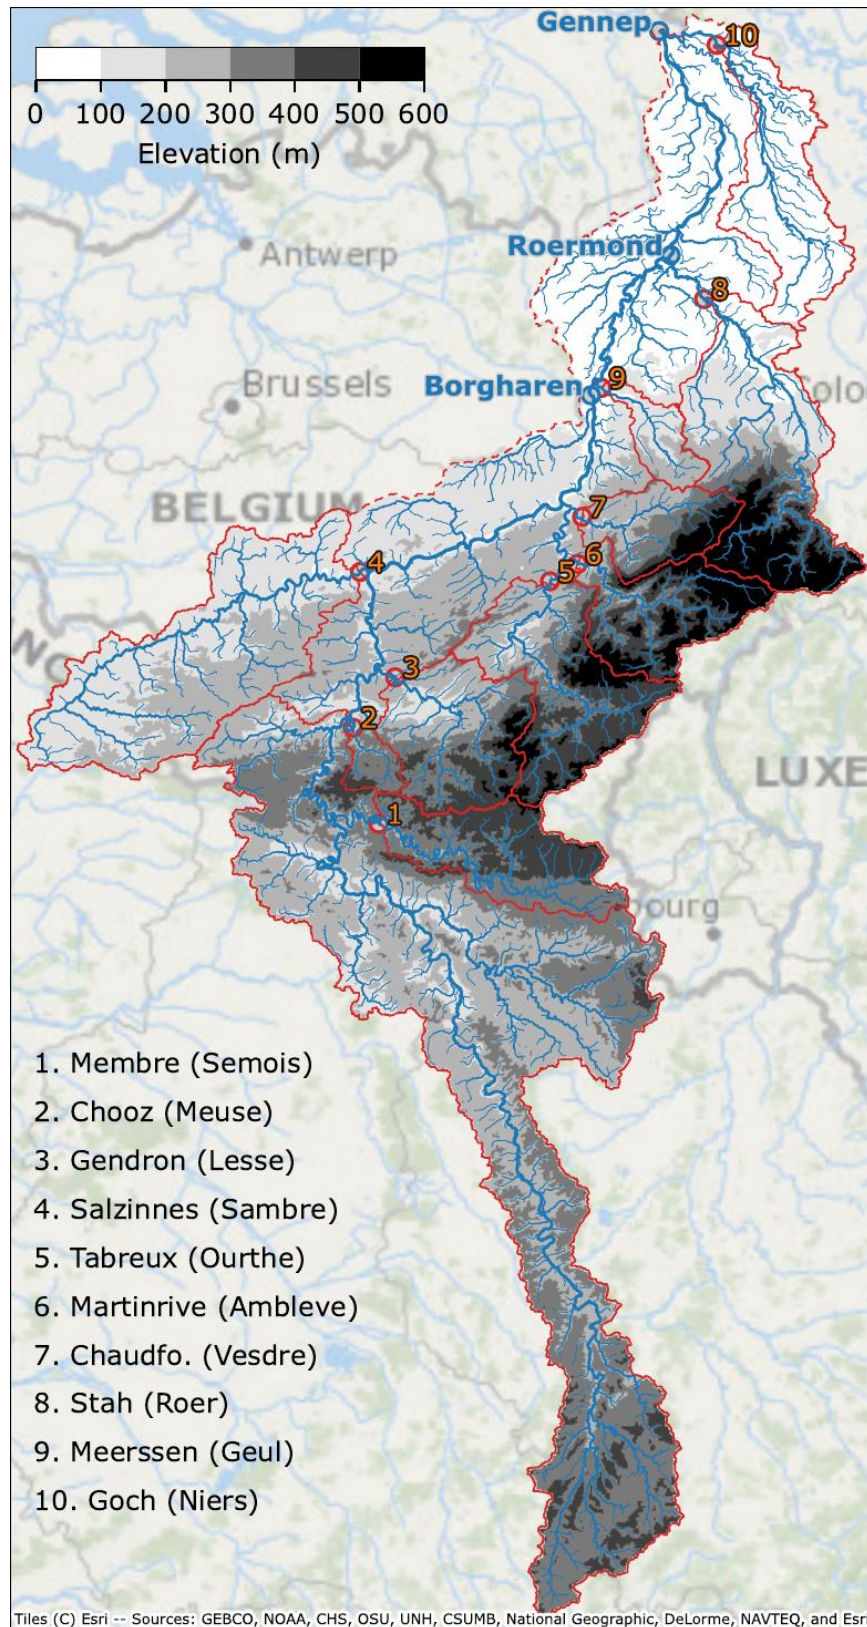 Gennep
10
0 100 200 300 400 500 600
Elevation (m)
Antwerp
Roermond
8
Brussels
Borgharen
9
Colo
BELGIUM
7
4
5
6
3
2
LUXE
1
bourg
1. Membre (Semois)
2. Chooz (Meuse)
3. Gendron (Lesse)
4. Salzinnes (Sambre)
5. Tabreux (Ourthe)
6. Martinrive (Ambleve)
7. Chaudfo. (Vesdre)
8. Stah (Roer)
9. Meerssen (Geul)
10. Goch (Niers)
Tiles (C) Esri -- Sources: GEBCO, NOAA, CHS, OSU, UNH, CSUMB, National Geographic, DeLorme, NAVTEQ, and Esri